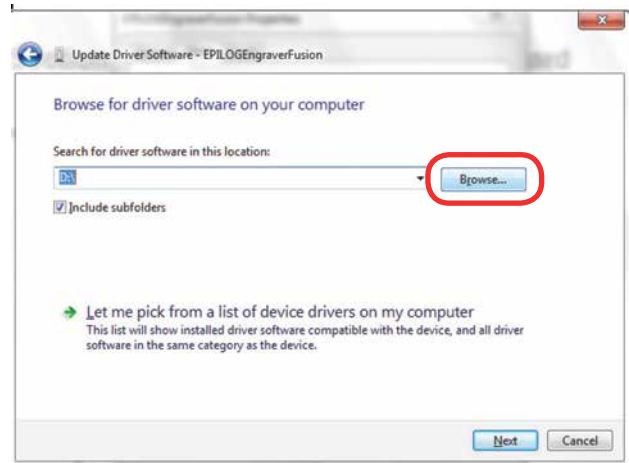 Update Driver Software - EPILOGEngraverFusion
Browse for driver software on your computer
Search for driver software in this location:
D:\
Browse...
Include subfolders
Let me pick from a list of device drivers on my computer
This list will show installed driver software compatible with the device, and all driver
software in the same category as the device.
Next
Cancel